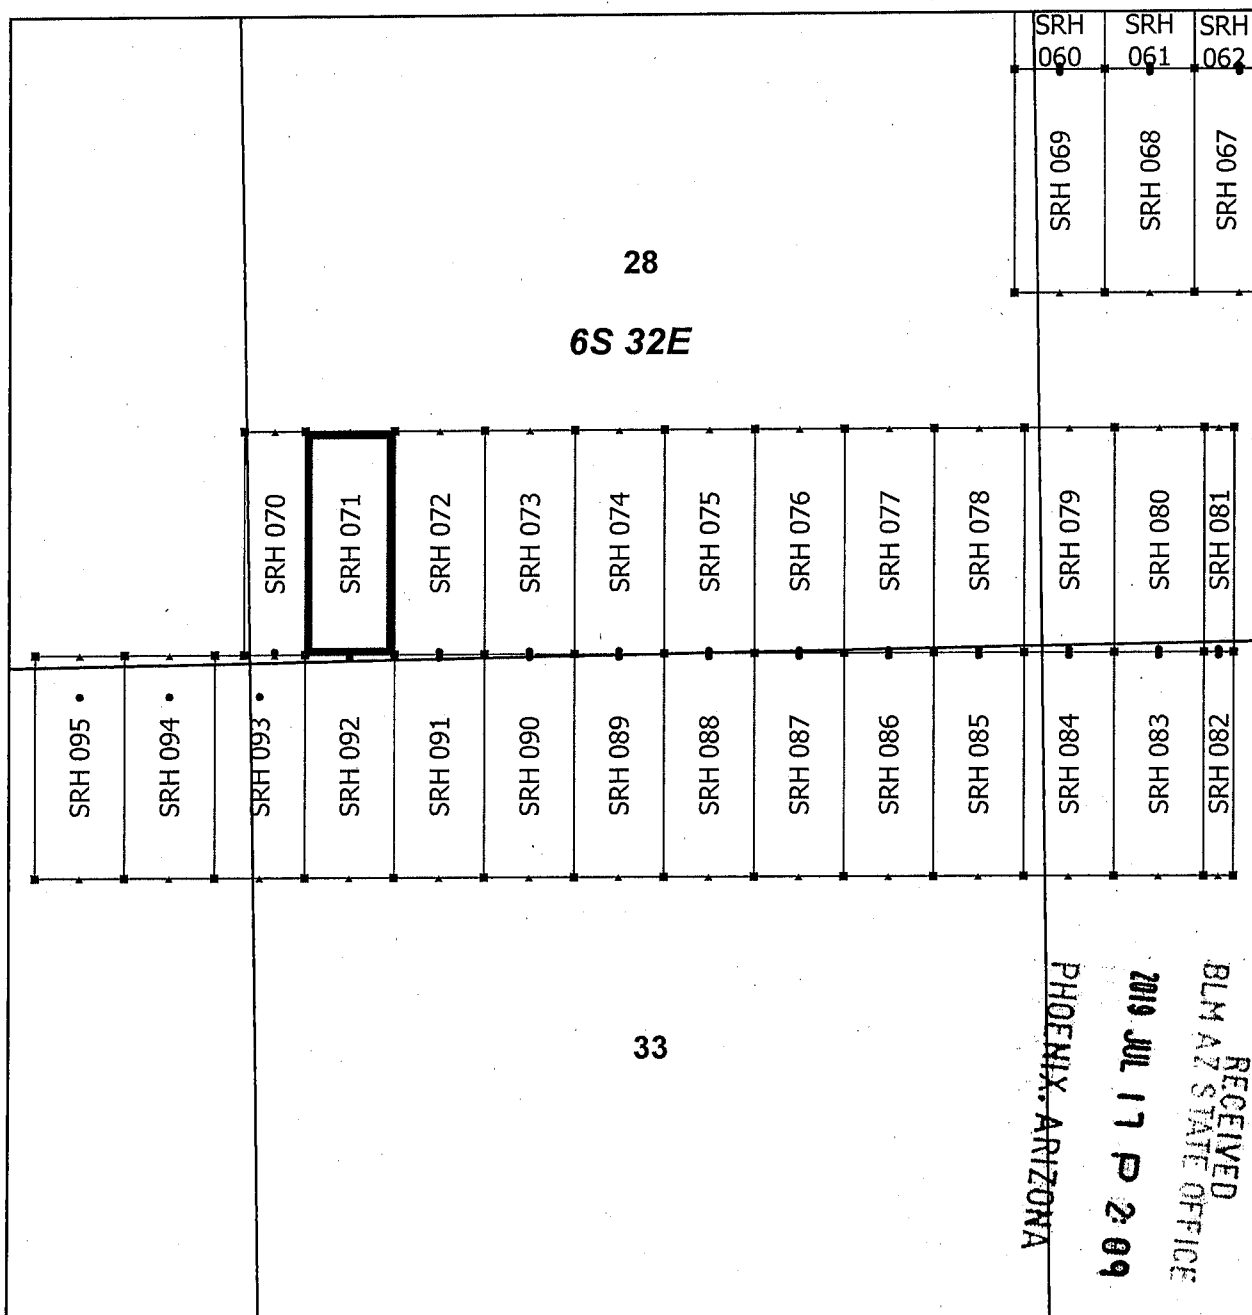 SRH
060
SRH
061
SRH
062
SRH 069
SRH 068
SRH 067
28
6S 32E
SRH 070
SRH 071
SRH 072
SRH 073
SRH 074
SRH 075
SRH 076
SRH 077
SRH 078
SRH 079
SRH 080
SRH 081
SRH 095
SRH 094
SRH 093
SRH 092
SRH 091
SRH 090
SRH 089
SRH 088
SRH 087
SRH 086
SRH 085
SRH 084
SRH 083
SRH 082
33
RECEIVED
BLM AZ STATE OFFICE
2019 JUL 17 P 2:09
PHOENIX, ARIZONA